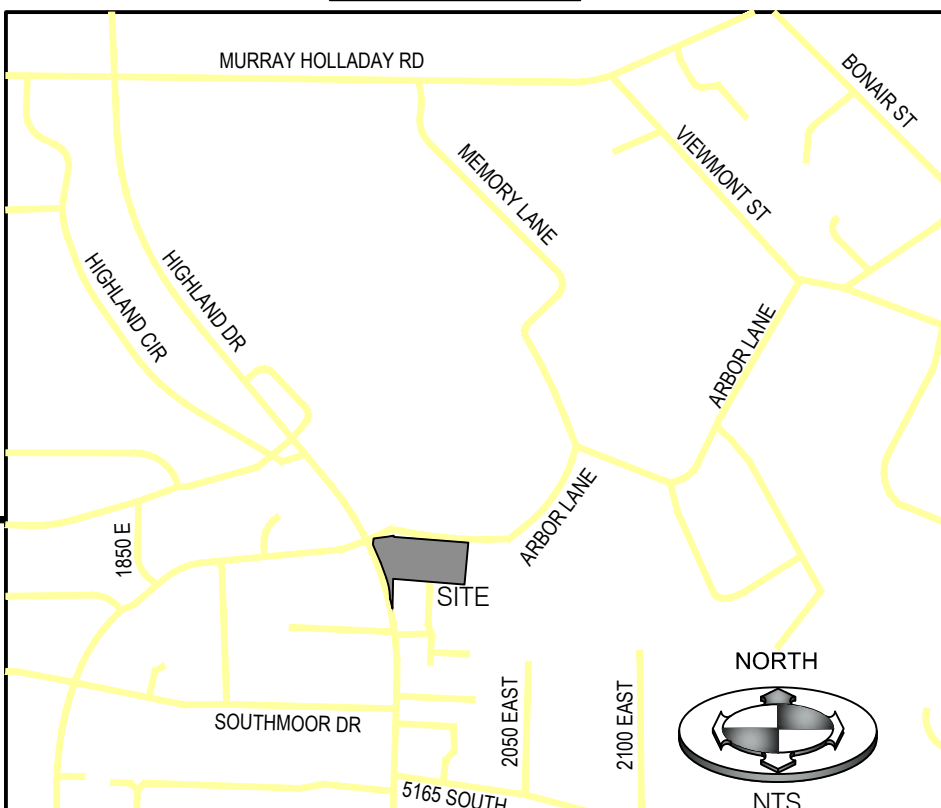 MURRAY HOLLADAY RD
BONAIR ST
VIEWMONT ST
MEMORY LANE
HIGHLAND DR
HIGHLAND CIR
ARBOR LANE
ARBOR LANE
1850 E
SITE
NORTH
SOUTHMOOR DR
2050 EAST
2100 EAST
5165 SOUTH
NTS